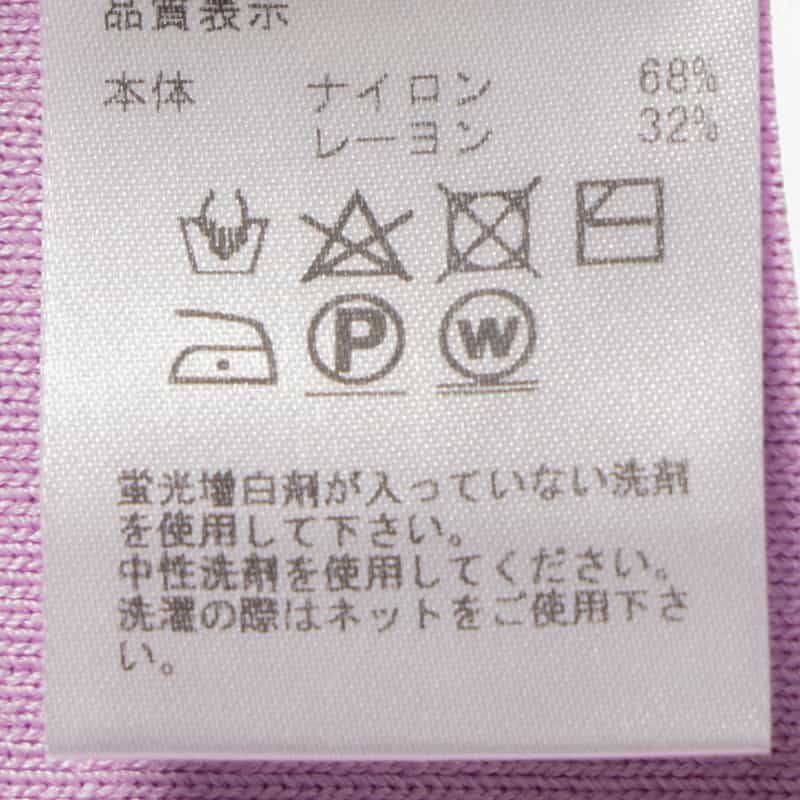 品質表示
本体 ナイロン 68%
レーヨン 32%
P W
蛍光増白剤が入っていない洗剤
を使用して下さい。
中性洗剤を使用してください。
洗濯の際はネットをご使用下さ
い。